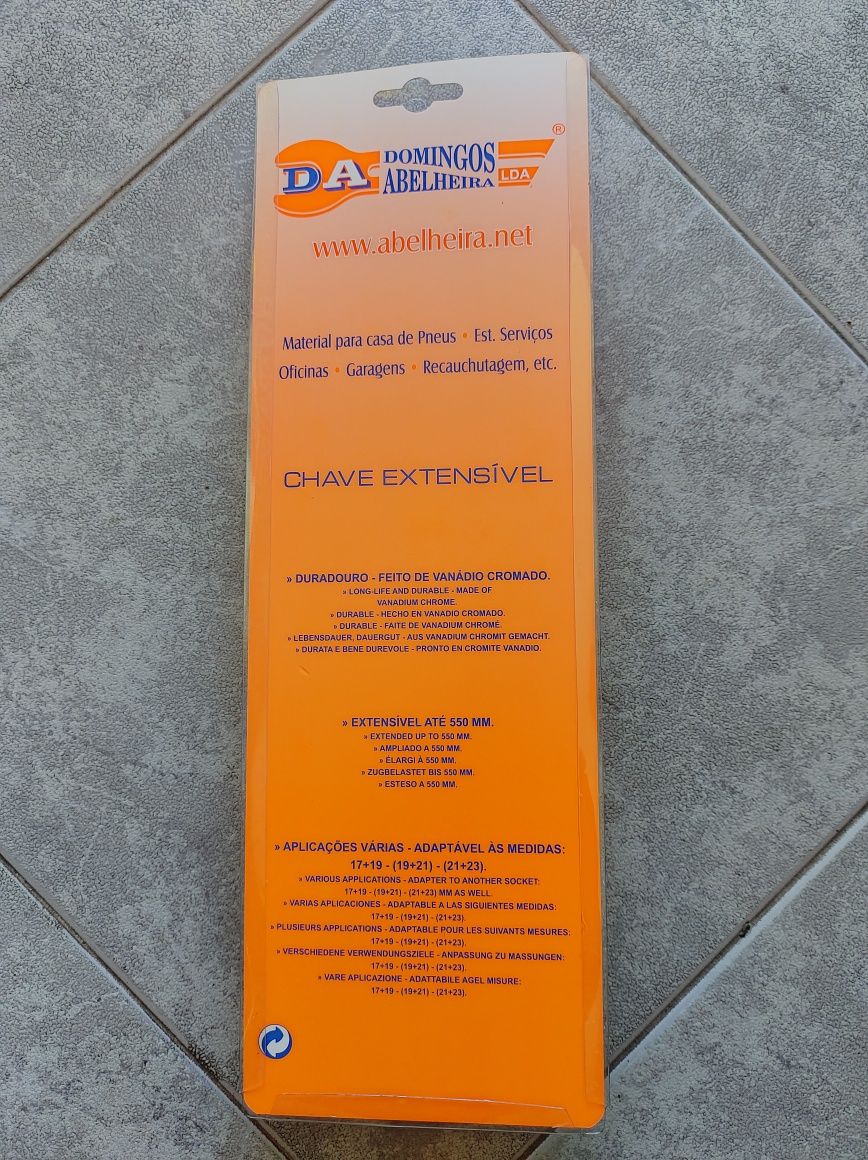 DA DOMINGOS ABELHEIRA LDA ®
www.abelheira.net
Material para casa de Pneus • Est. Serviços
Oficinas • Garagens • Recauchutagem, etc.
CHAVE EXTENSÍVEL
» DURADOURO - FEITO DE VANÁDIO CROMADO.
» LONG-LIFE AND DURABLE - MADE OF
VANADIUM CHROME.
» DURABLE - HECHO EN VANADIO CROMADO.
» DURABLE - FAITE DE VANADIUM CHROMÉ.
» LEBENSDAUER, DAUERGUT - AUS VANADIUM CHROMIT GEMACHT.
» DURATA E BENE DUREVOLE - PRONTO EN CROMITE VANADIO.
» EXTENSÍVEL ATÉ 550 MM.
» EXTENDED UP TO 550 MM.
» AMPLIADO A 550 MM.
» ÉLARGI À 550 MM.
» ZUGBELASTET BIS 550 MM.
» ESTESO A 550 MM.
» APLICAÇÕES VÁRIAS - ADAPTÁVEL ÀS MEDIDAS:
17+19 - (19+21) - (21+23).
» VARIOUS APPLICATIONS - ADAPTER TO ANOTHER SOCKET:
17+19 - (19+21) - (21+23) MM AS WELL.
» VARIAS APLICACIONES - ADAPTABLE A LAS SIGUIENTES MEDIDAS:
17+19 - (19+21) - (21+23).
» PLUSIEURS APPLICATIONS - ADAPTABLE POUR LES SUIVANTS MESURES:
17+19 - (19+21) - (21+23).
» VERSCHIEDENE VERWENDUNGSZIELE - ANPASSUNG ZU MASSUNGEN:
17+19 - (19+21) - (21+23).
» VARE APLICAZIONE - ADATTABILE AGEL MISURE:
17+19 - (19+21) - (21+23).